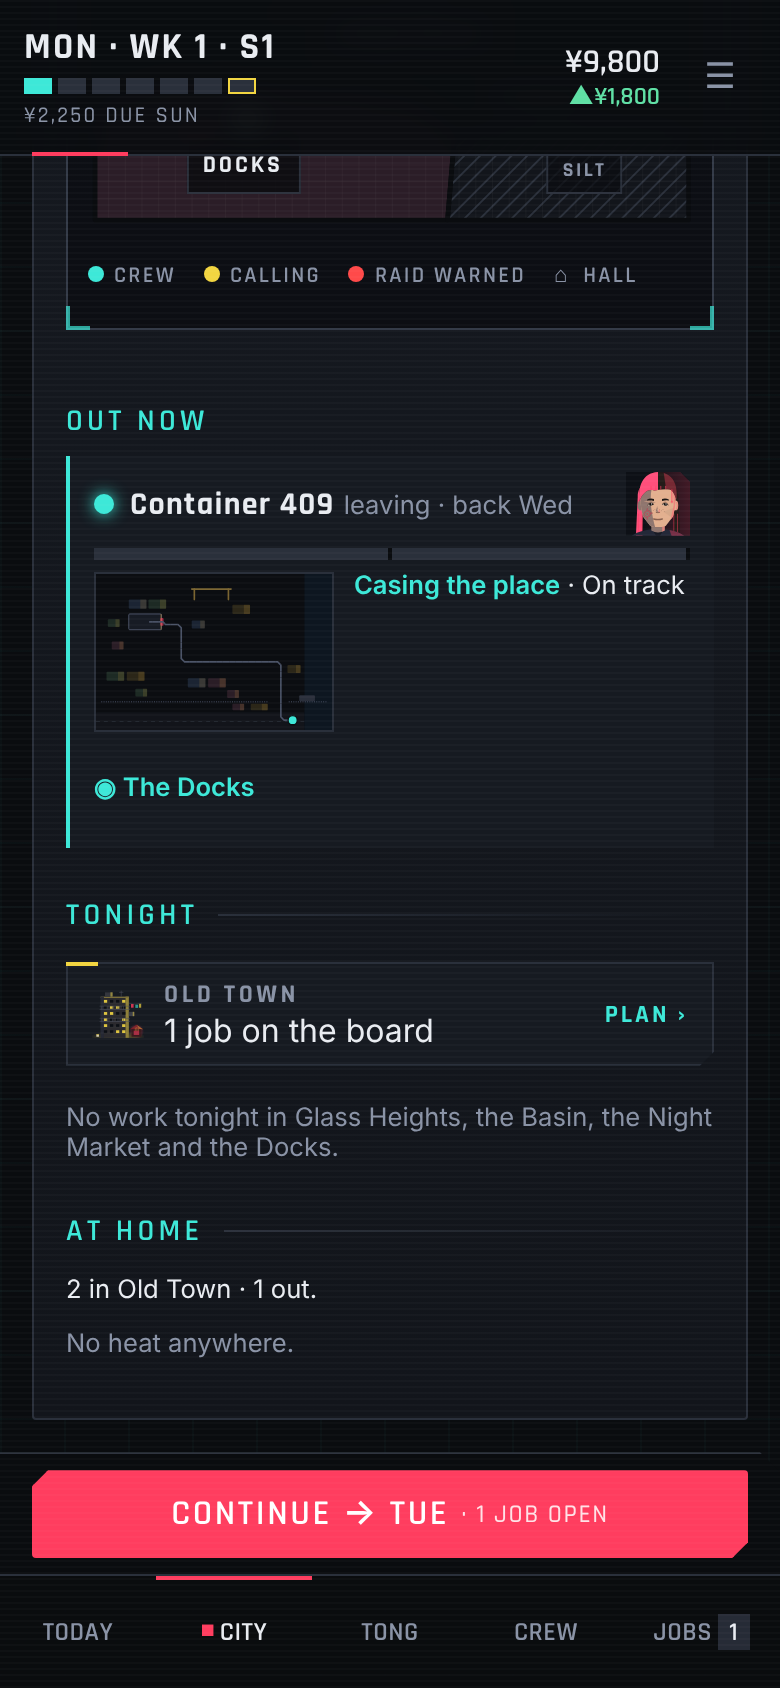 MON · WK 1 · S1
¥2,250 DUE SUN
¥9,800
▲¥1,800
DOCKS
SILT
CREW
CALLING
RAID WARNED
⌂ HALL
OUT NOW
Container 409 leaving · back Wed
Casing the place · On track
◉ The Docks
TONIGHT
OLD TOWN
1 job on the board
PLAN ›
No work tonight in Glass Heights, the Basin, the Night
Market and the Docks.
AT HOME
2 in Old Town · 1 out.
No heat anywhere.
CONTINUE → TUE · 1 JOB OPEN
TODAY
CITY
TONG
CREW
JOBS 1